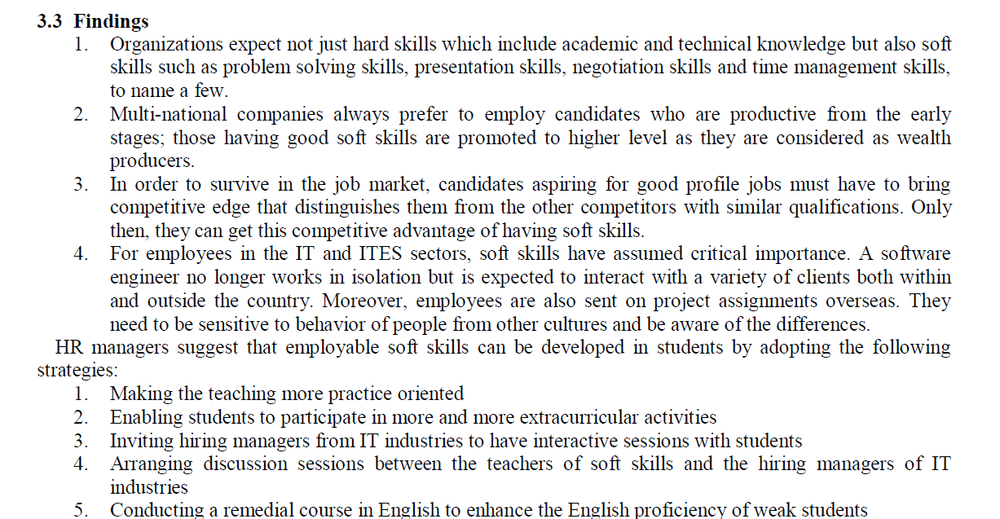 3.3 Findings
1. Organizations expect not just hard skills which include academic and technical knowledge but also soft
skills such as problem solving skills, presentation skills, negotiation skills and time management skills,
to name a few.
2. Multi-national companies always prefer to employ candidates who are productive from the early
stages; those having good soft skills are promoted to higher level as they are considered as wealth
producers.
3. In order to survive in the job market, candidates aspiring for good profile jobs must have to bring
competitive edge that distinguishes them from the other competitors with similar qualifications. Only
then, they can get this competitive advantage of having soft skills.
4. For employees in the IT and ITES sectors, soft skills have assumed critical importance. A software
engineer no longer works in isolation but is expected to interact with a variety of clients both within
and outside the country. Moreover, employees are also sent on project assignments overseas. They
need to be sensitive to behavior of people from other cultures and be aware of the differences.
HR managers suggest that employable soft skills can be developed in students by adopting the following
strategies:
1. Making the teaching more practice oriented
2. Enabling students to participate in more and more extracurricular activities
3. Inviting hiring managers from IT industries to have interactive sessions with students
4. Arranging discussion sessions between the teachers of soft skills and the hiring managers of IT
industries
5. Conducting a remedial course in English to enhance the English proficiency of weak students